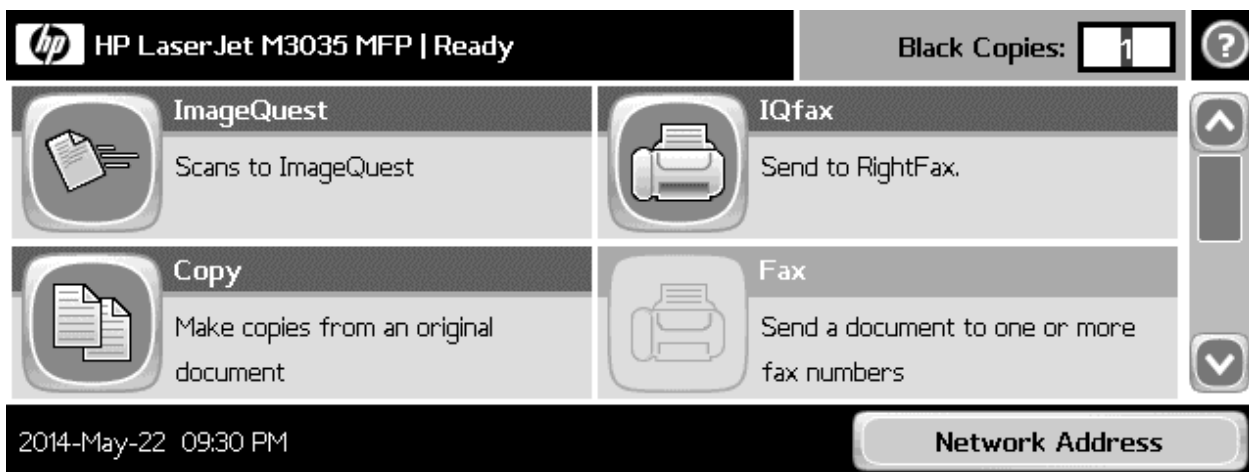 hp HP LaserJet M3035 MFP | Ready
Black Copies: 1
?
ImageQuest
Scans to ImageQuest
IQfax
Send to RightFax.
Copy
Make copies from an original
document
Fax
Send a document to one or more
fax numbers
2014-May-22 09:30 PM
Network Address